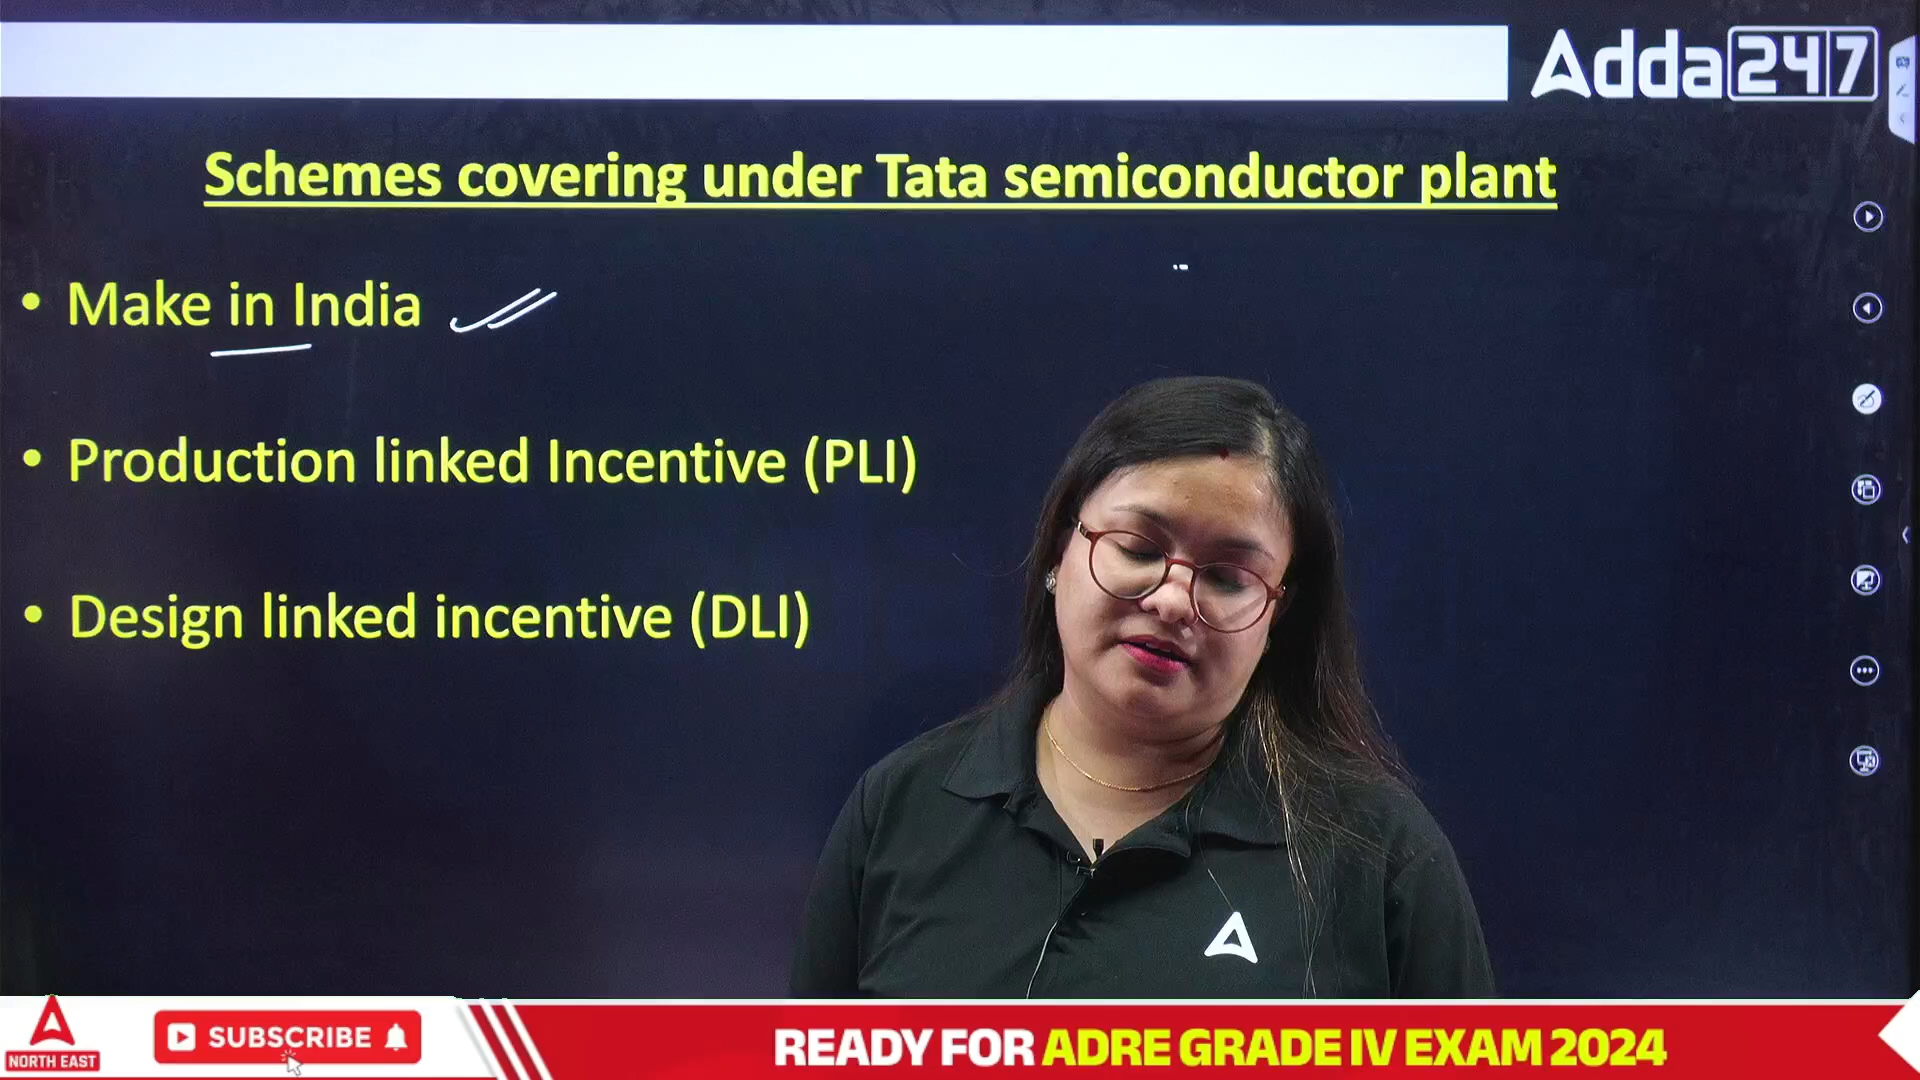 Adda247
Schemes covering under Tata semiconductor plant
• Make in India
• Production linked Incentive (PLI)
• Design linked incentive (DLI)
NORTH EAST
SUBSCRIBE
READY FOR ADRE GRADE IV EXAM 2024